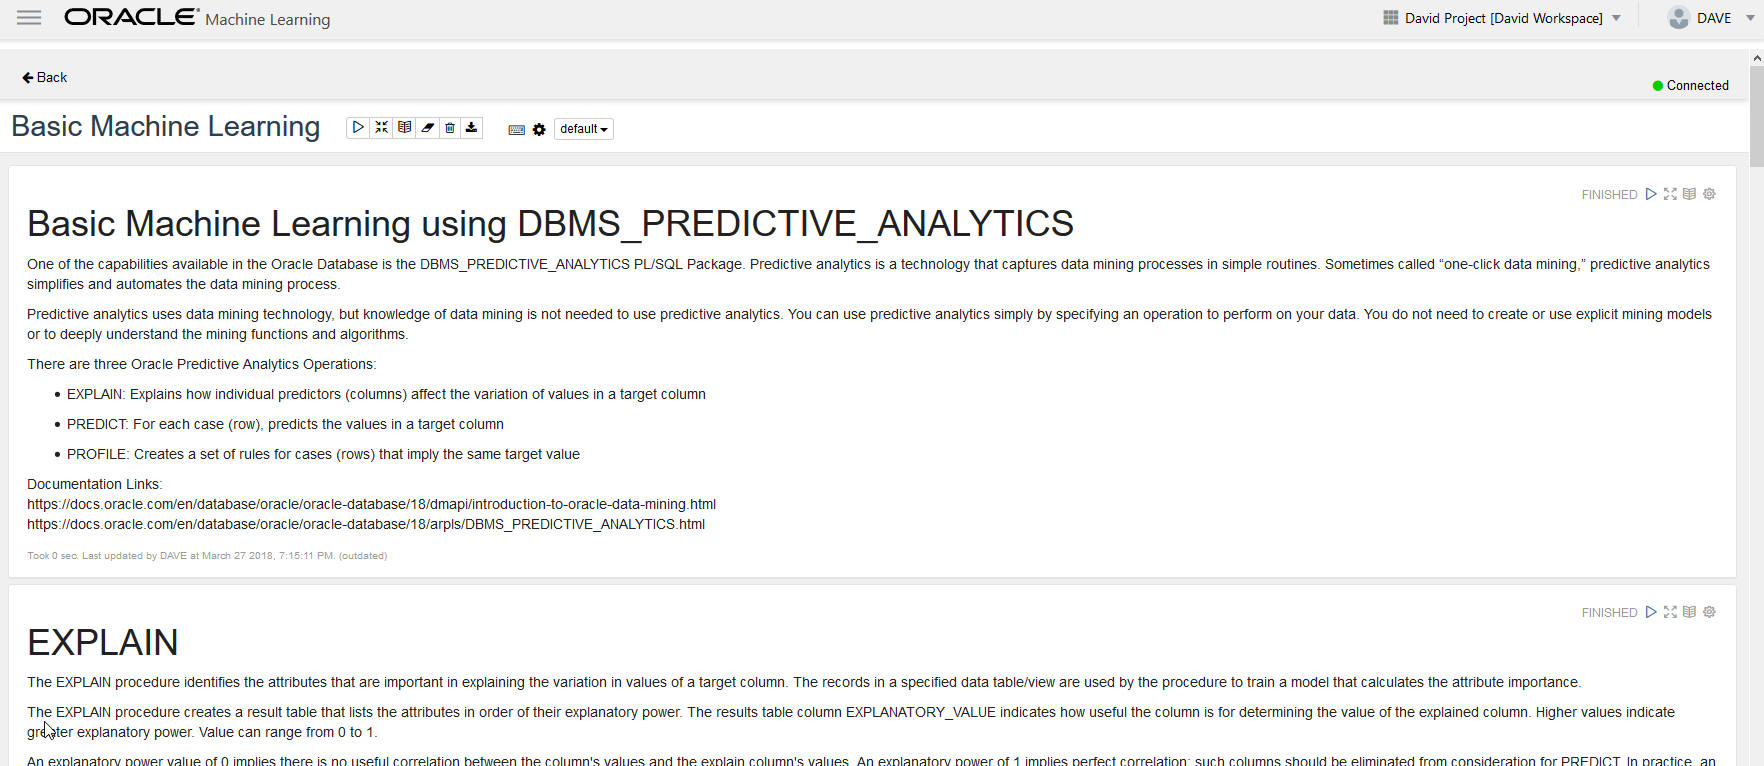 ORACLE Machine Learning
David Project [David Workspace]
DAVE
Back
Connected
Basic Machine Learning
default
FINISHED
Basic Machine Learning using DBMS_PREDICTIVE_ANALYTICS
One of the capabilities available in the Oracle Database is the DBMS_PREDICTIVE_ANALYTICS PL/SQL Package. Predictive analytics is a technology that captures data mining processes in simple routines. Sometimes called “one-click data mining,” predictive analytics
simplifies and automates the data mining process.
Predictive analytics uses data mining technology, but knowledge of data mining is not needed to use predictive analytics. You can use predictive analytics simply by specifying an operation to perform on your data. You do not need to create or use explicit mining models
or to deeply understand the mining functions and algorithms.
There are three Oracle Predictive Analytics Operations:
• EXPLAIN: Explains how individual predictors (columns) affect the variation of values in a target column
• PREDICT: For each case (row), predicts the values in a target column
• PROFILE: Creates a set of rules for cases (rows) that imply the same target value
Documentation Links:
https://docs.oracle.com/en/database/oracle/oracle-database/18/dmapi/introduction-to-oracle-data-mining.html
https://docs.oracle.com/en/database/oracle/oracle-database/18/arpls/DBMS_PREDICTIVE_ANALYTICS.html
Took 0 sec. Last updated by DAVE at March 27 2018, 7:15:11 PM. (outdated)
FINISHED
EXPLAIN
The EXPLAIN procedure identifies the attributes that are important in explaining the variation in values of a target column. The records in a specified data table/view are used by the procedure to train a model that calculates the attribute importance.
The EXPLAIN procedure creates a result table that lists the attributes in order of their explanatory power. The results table column EXPLANATORY_VALUE indicates how useful the column is for determining the value of the explained column. Higher values indicate
greater explanatory power. Value can range from 0 to 1.
An explanatory power value of 0 implies there is no useful correlation between the column's values and the explain column's values. An explanatory power of 1 implies perfect correlation; such columns should be eliminated from consideration for PREDICT. In practice, an